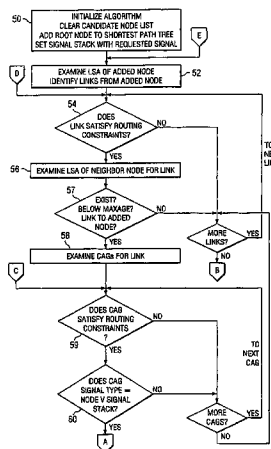 50
INITIALIZE ALGORITHM
CLEAR CANDIDATE NODE LIST
ADD ROOT NODE TO SHORTEST PATH TREE
SET SIGNAL STACK WITH REQUESTED SIGNAL
E
D
EXAMINE LSA OF ADDED NODE
IDENTIFY LINKS FROM ADDED NODE
52
54
DOES
LINK SATISFY ROUTING
CONSTRAINTS?
NO
YES
TO
NE
LI
56
EXAMINE LSA OF NEIGHBOR NODE FOR LINK
57
EXIST?
BELOW MAXAGE?
LINK TO ADDED
NODE?
NO
YES
MORE
LINKS?
YES
NO
B
58
EXAMINE CAGs FOR LINK
C
DOES CAG
SATISFY ROUTING
CONSTRAINTS
?
59
NO
YES
TO
NEXT
CAG
DOES CAG
SIGNAL TYPE =
NODE V SIGNAL
STACK?
60
NO
YES
MORE
CAGs?
YES
NO
A